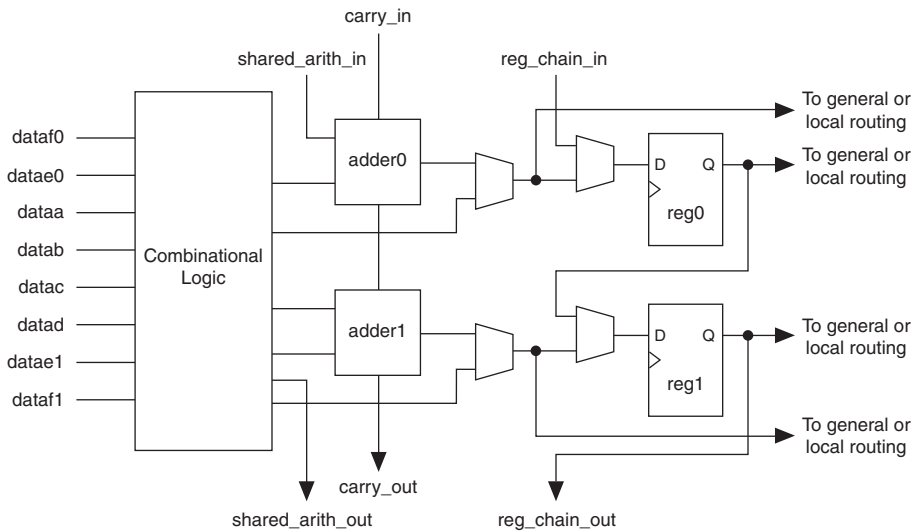 carry_in
shared_arith_in
reg_chain_in
To general or
local routing
dataf0
datae0
dataa
datab
datac
datad
datae1
dataf1
Combinational
Logic
adder0
D
Q
reg0
To general or
local routing
adder1
D
Q
reg1
To general or
local routing
To general or
local routing
carry_out
shared_arith_out
reg_chain_out